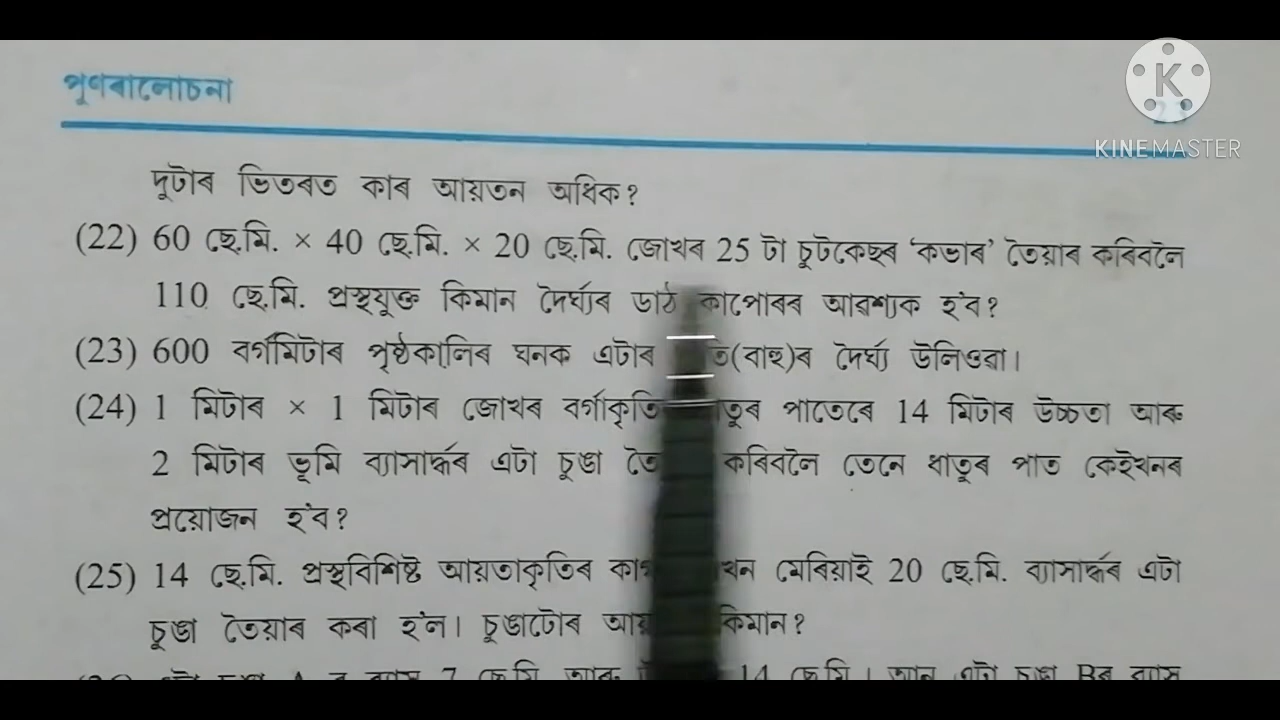 পুণৰালোচনা
KINEMASTER
দুটাৰ ভিতৰত কাৰ আয়তন অধিক?
(22) 60 ছে.মি. × 40 ছে.মি. × 20 ছে.মি. জোখৰ 25 টা চুটকেছৰ ‘কভাৰ’ তৈয়াৰ কৰিবলৈ
110 ছে.মি. প্ৰস্থযুক্ত কিমান দৈৰ্ঘ্যৰ ডাঠ কাপোৰৰ আৱশ্যক হ'ব?
(23) 600 বৰ্গমিটাৰ পৃষ্ঠকালিৰ ঘনক এটাৰ (বাহু)ৰ দৈৰ্ঘ্য উলিওৱা।
(24) 1 মিটাৰ × 1 মিটাৰ জোখৰ বৰ্গাকৃতি পাতেৰে 14 মিটাৰ উচ্চতা আৰু
2 মিটাৰ ভূমি ব্যাসাৰ্দ্ধৰ এটা চুঙা কৰিবলৈ তেনে ধাতুৰ পাত কেইখনৰ
প্ৰয়োজন হ'ব?
(25) 14 ছে.মি. প্ৰস্থবিশিষ্ট আয়তাকৃতিৰ মেৰিয়াই 20 ছে.মি. ব্যাসাৰ্দ্ধৰ এটা
চুঙা তৈয়াৰ কৰা হ'ল। চুঙাটোৰ কিমান?